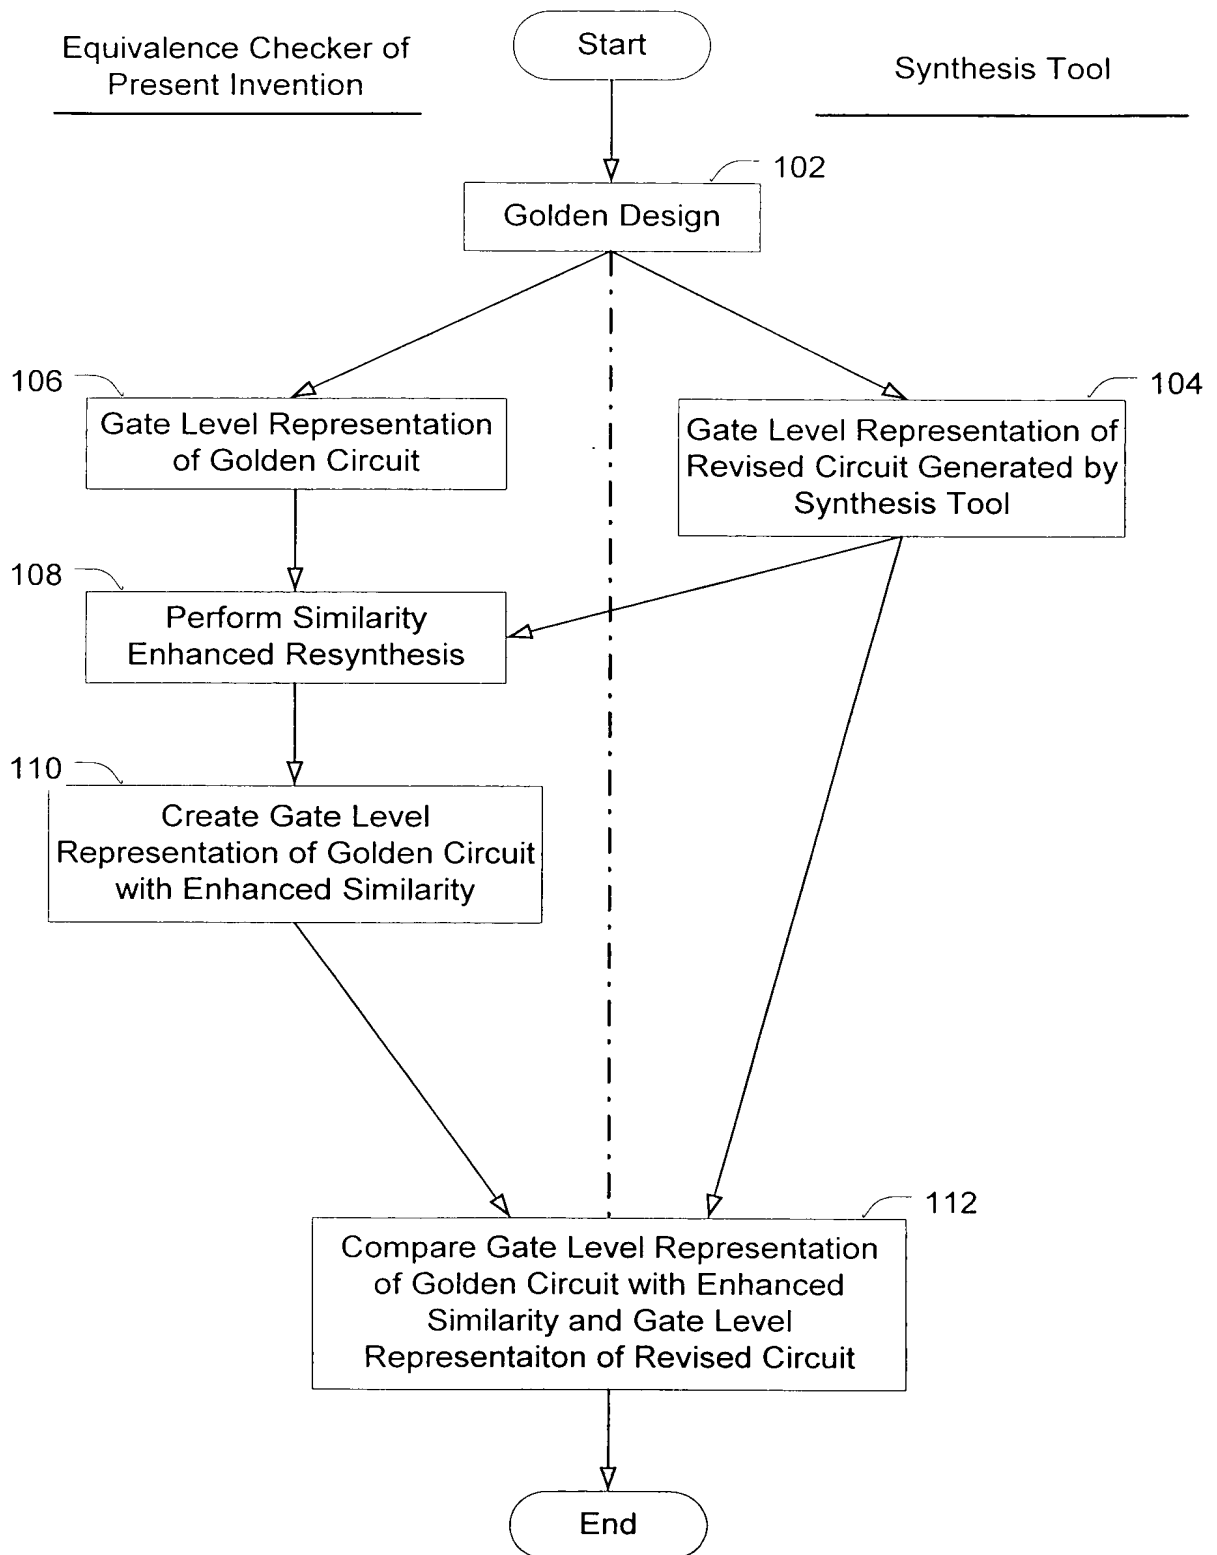 Start
Equivalence Checker of
Present Invention
Synthesis Tool
102
Golden Design
106
104
Gate Level Representation
of Golden Circuit
Gate Level Representation of
Revised Circuit Generated by
Synthesis Tool
108
Perform Similarity
Enhanced Resynthesis
110
Create Gate Level
Representation of Golden Circuit
with Enhanced Similarity
112
Compare Gate Level Representation
of Golden Circuit with Enhanced
Similarity and Gate Level
Representaiton of Revised Circuit
End